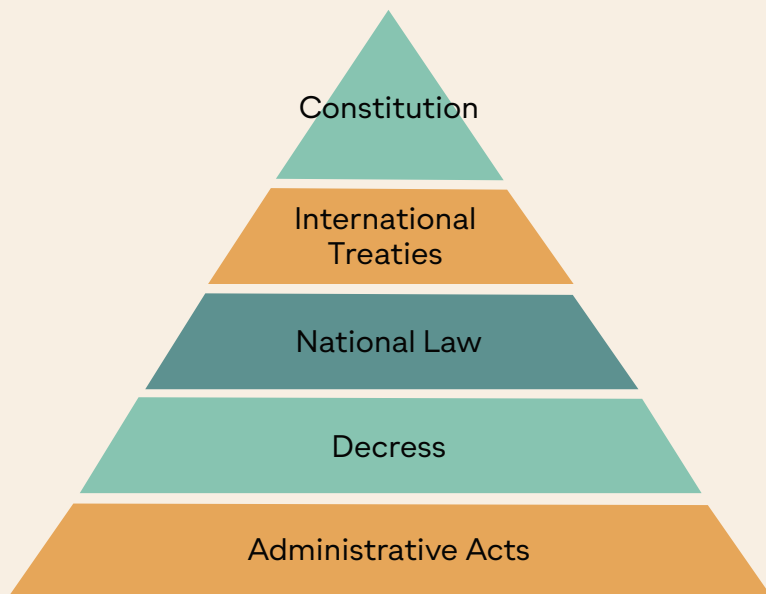 Constitution
International
Treaties
National Law
Decress
Administrative Acts